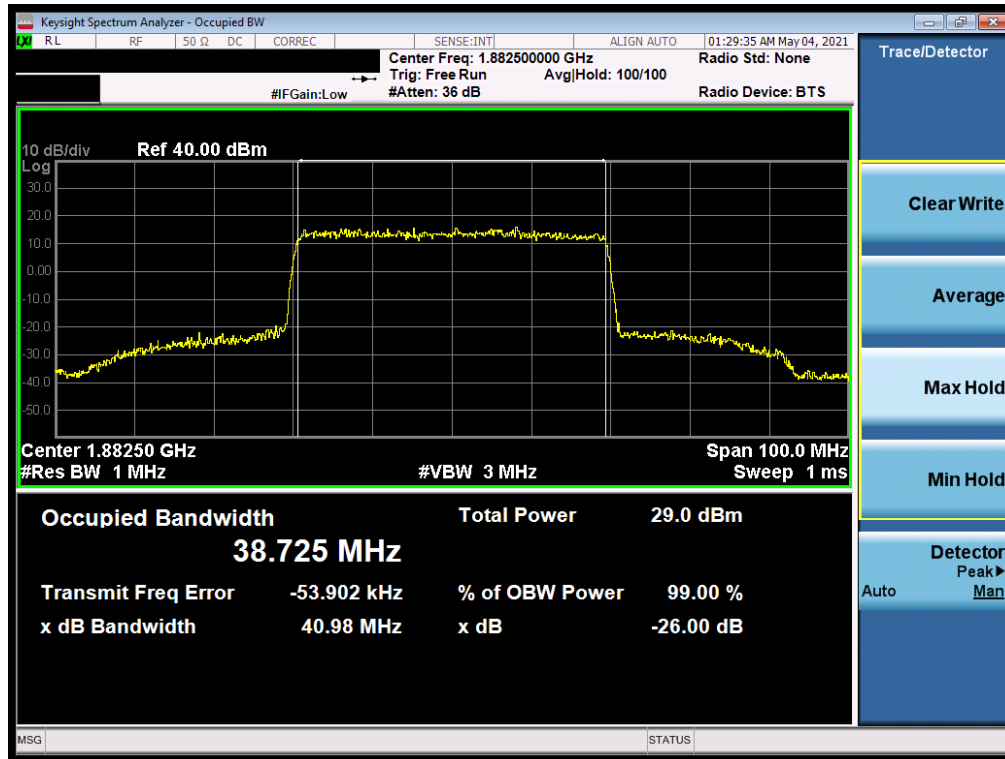 Keysight Spectrum Analyzer - Occupied BW
LXI RL RF 50 Ω DC CORREC SENSE:INT ALIGN AUTO 01:29:35 AM May 04, 2021
Center Freq: 1.882500000 GHz Radio Std: None
Trig: Free Run Avg|Hold: 100/100
#IFGain:Low #Atten: 36 dB Radio Device: BTS
10 dB/div Ref 40.00 dBm
Log
30.0
20.0
10.0
0.00
-10.0
-20.0
-30.0
-40.0
-50.0
Center 1.88250 GHz Span 100.0 MHz
#Res BW 1 MHz #VBW 3 MHz Sweep 1 ms
Occupied Bandwidth Total Power 29.0 dBm
38.725 MHz
Transmit Freq Error -53.902 kHz % of OBW Power 99.00 %
x dB Bandwidth 40.98 MHz x dB -26.00 dB
MSG STATUS
Trace/Detector
Clear Write
Average
Max Hold
Min Hold
Detector
Peak▶
Auto Man